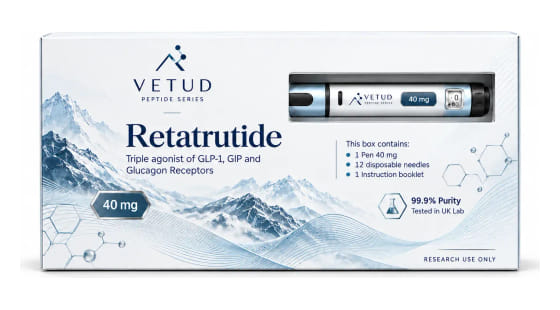 VETUD
PEPTIDE SERIES
VETUD
PEPTIDE SERIES
40 mg
0
Retatrutide
Triple agonist of GLP-1, GIP and
Glucagon Receptors
This box contains:
1 Pen 40 mg
12 disposable needles
1 Instruction booklet
40 mg
99.9% Purity
Tested in UK Lab
RESEARCH USE ONLY